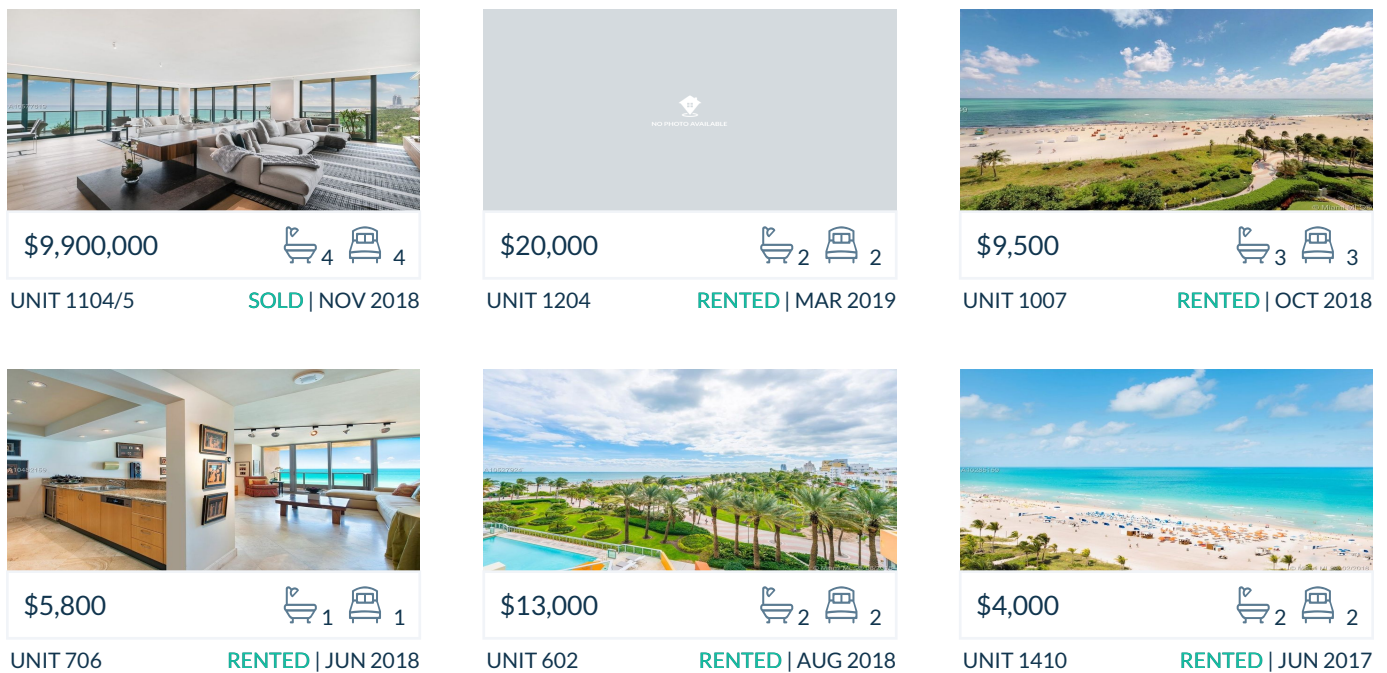 NO PHOTO AVAILABLE
$9,900,000 4 4
UNIT 1104/5 SOLD | NOV 2018
$20,000 2 2
UNIT 1204 RENTED | MAR 2019
$9,500 3 3
UNIT 1007 RENTED | OCT 2018
$5,800 1 1
UNIT 706 RENTED | JUN 2018
$13,000 2 2
UNIT 602 RENTED | AUG 2018
$4,000 2 2
UNIT 1410 RENTED | JUN 2017